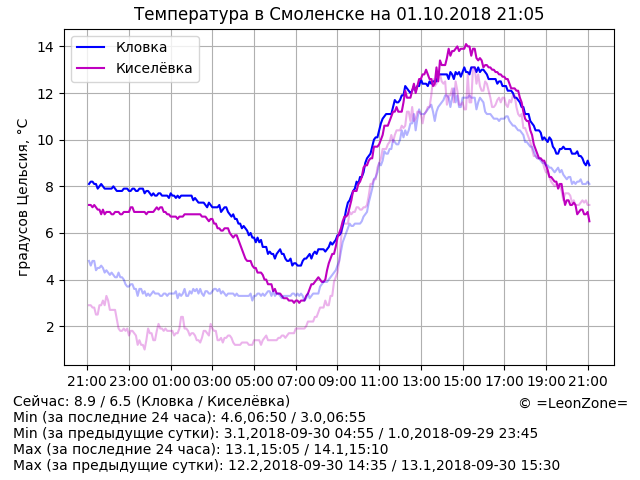 Температура в Смоленске на 01.10.2018 21:05
Кловка
Киселёвка
градусов Цельсия, °C
14
12
10
8
6
4
2
21:00 23:00 01:00 03:00 05:00 07:00 09:00 11:00 13:00 15:00 17:00 19:00 21:00
Сейчас: 8.9 / 6.5 (Кловка / Киселёвка)
© =LeonZone=
Min (за последние 24 часа): 4.6,06:50 / 3.0,06:55
Min (за предыдущие сутки): 3.1,2018-09-30 04:55 / 1.0,2018-09-29 23:45
Max (за последние 24 часа): 13.1,15:05 / 14.1,15:10
Max (за предыдущие сутки): 12.2,2018-09-30 14:35 / 13.1,2018-09-30 15:30